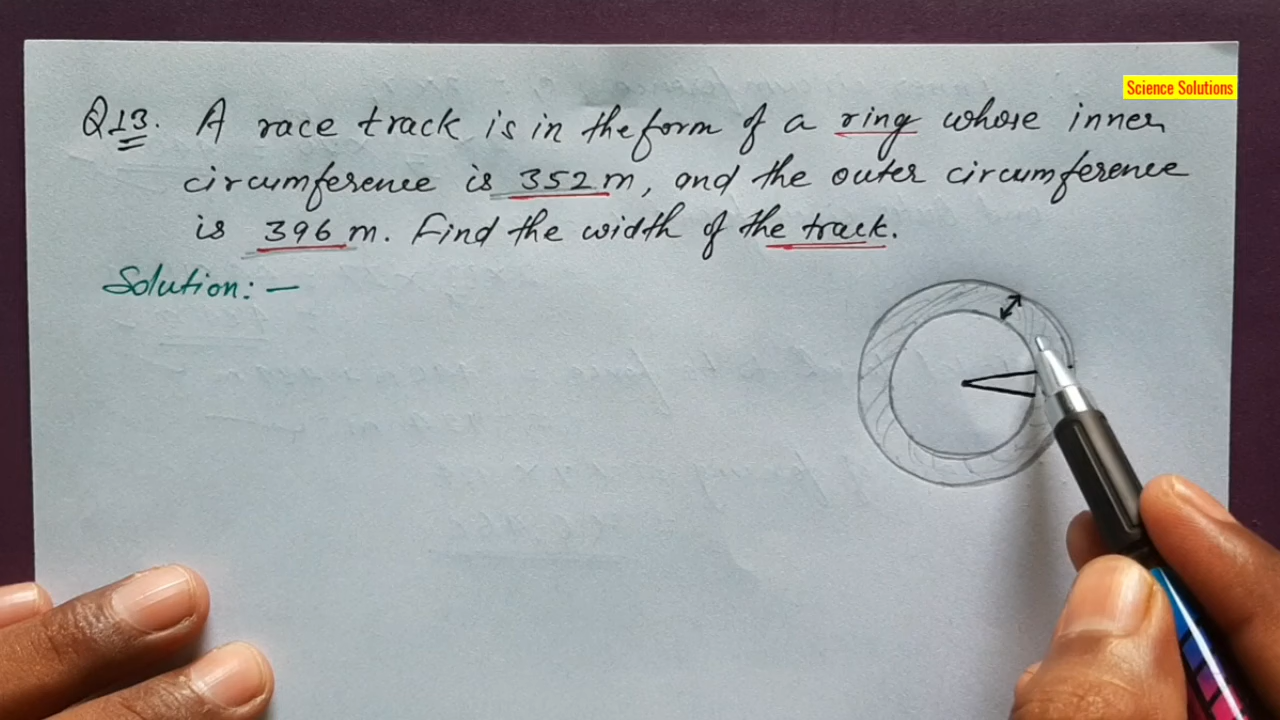 Science Solutions
Q13. A race track is in the form of a ring whose inner
circumference is 352 m, and the outer circumference
is 396 m. Find the width of the track.
Solution: —